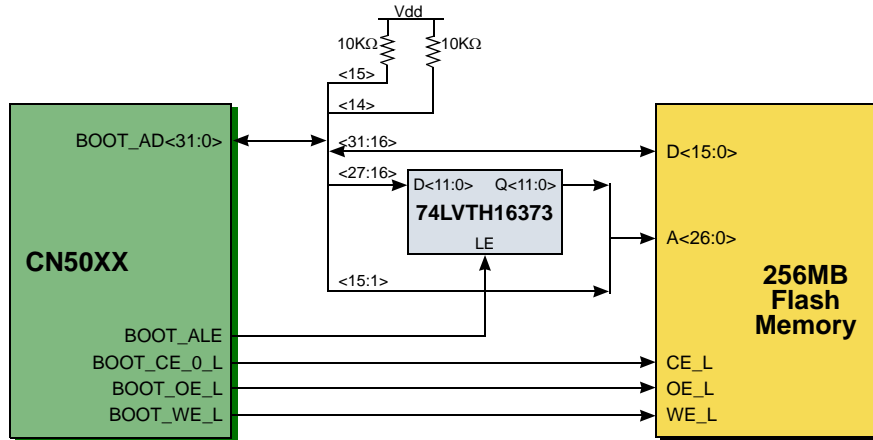 Vdd
10KΩ
10KΩ
<15>
<14>
BOOT_AD<31:0>
<31:16>
D<15:0>
<27:16>
D<11:0> Q<11:0>
74LVTH16373
LE
A<26:0>
CN50XX
<15:1>
256MB
Flash
Memory
BOOT_ALE
BOOT_CE_0_L
CE_L
BOOT_OE_L
OE_L
BOOT_WE_L
WE_L